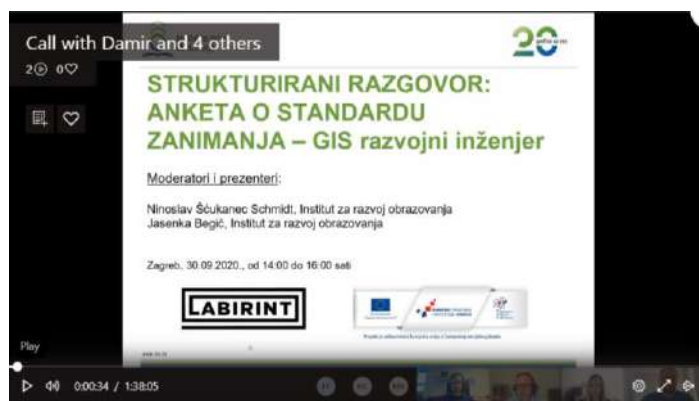 Call with Damir and 4 others
2 0
20
STRUKTURIRANI RAZGOVOR:
ANKETA O STANDARDU
ZANIMANJA – GIS razvojni inženjer
Moderatori i prezenteri:
Ninoslav Šćukanec Schmidt, Institut za razvoj obrazovanja
Jasenka Begić, Institut za razvoj obrazovanja
Zagreb, 30.09.2020., od 14:00 do 16:00 sati
LABIRINT
Play
0:00:34 / 1:38:05